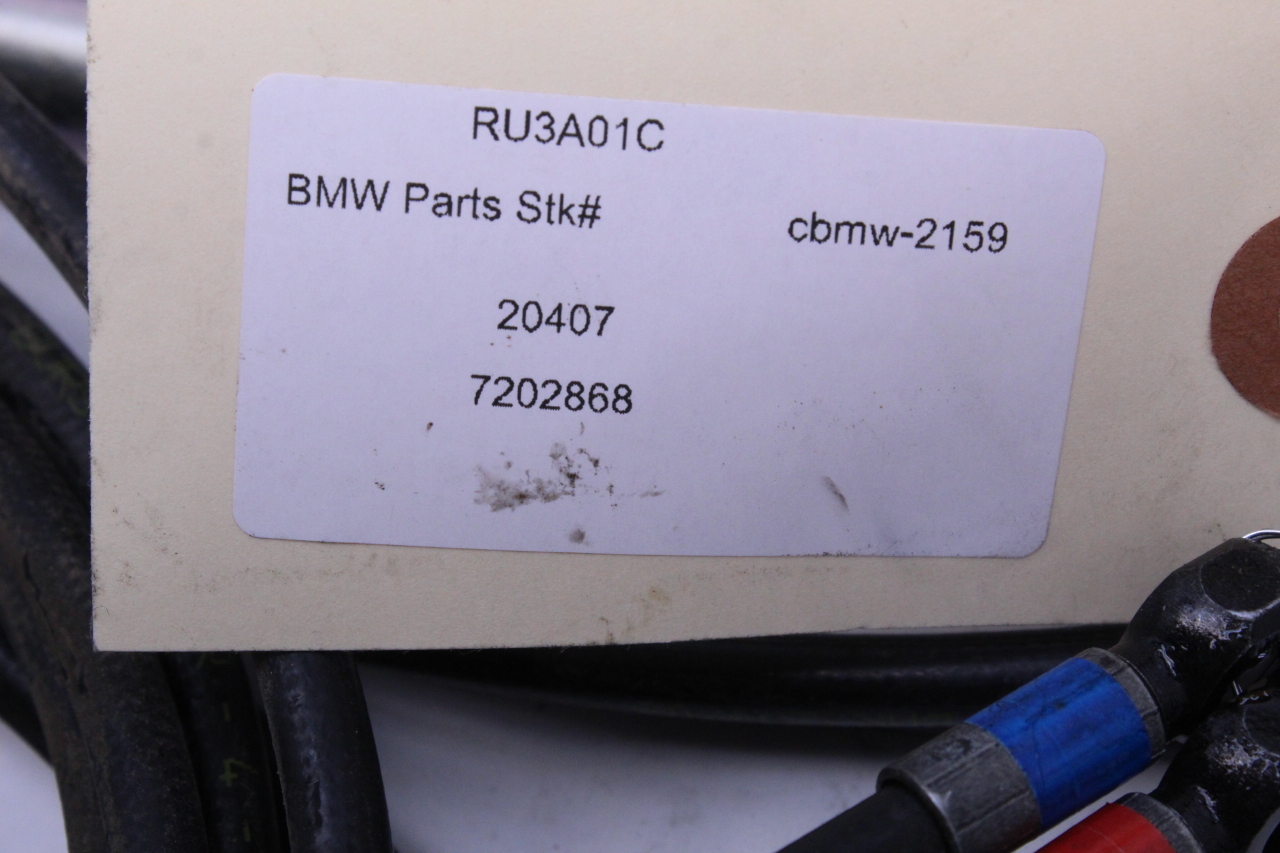 RU3A01C
BMW Parts Stk# cbmw-2159
20407
7202868